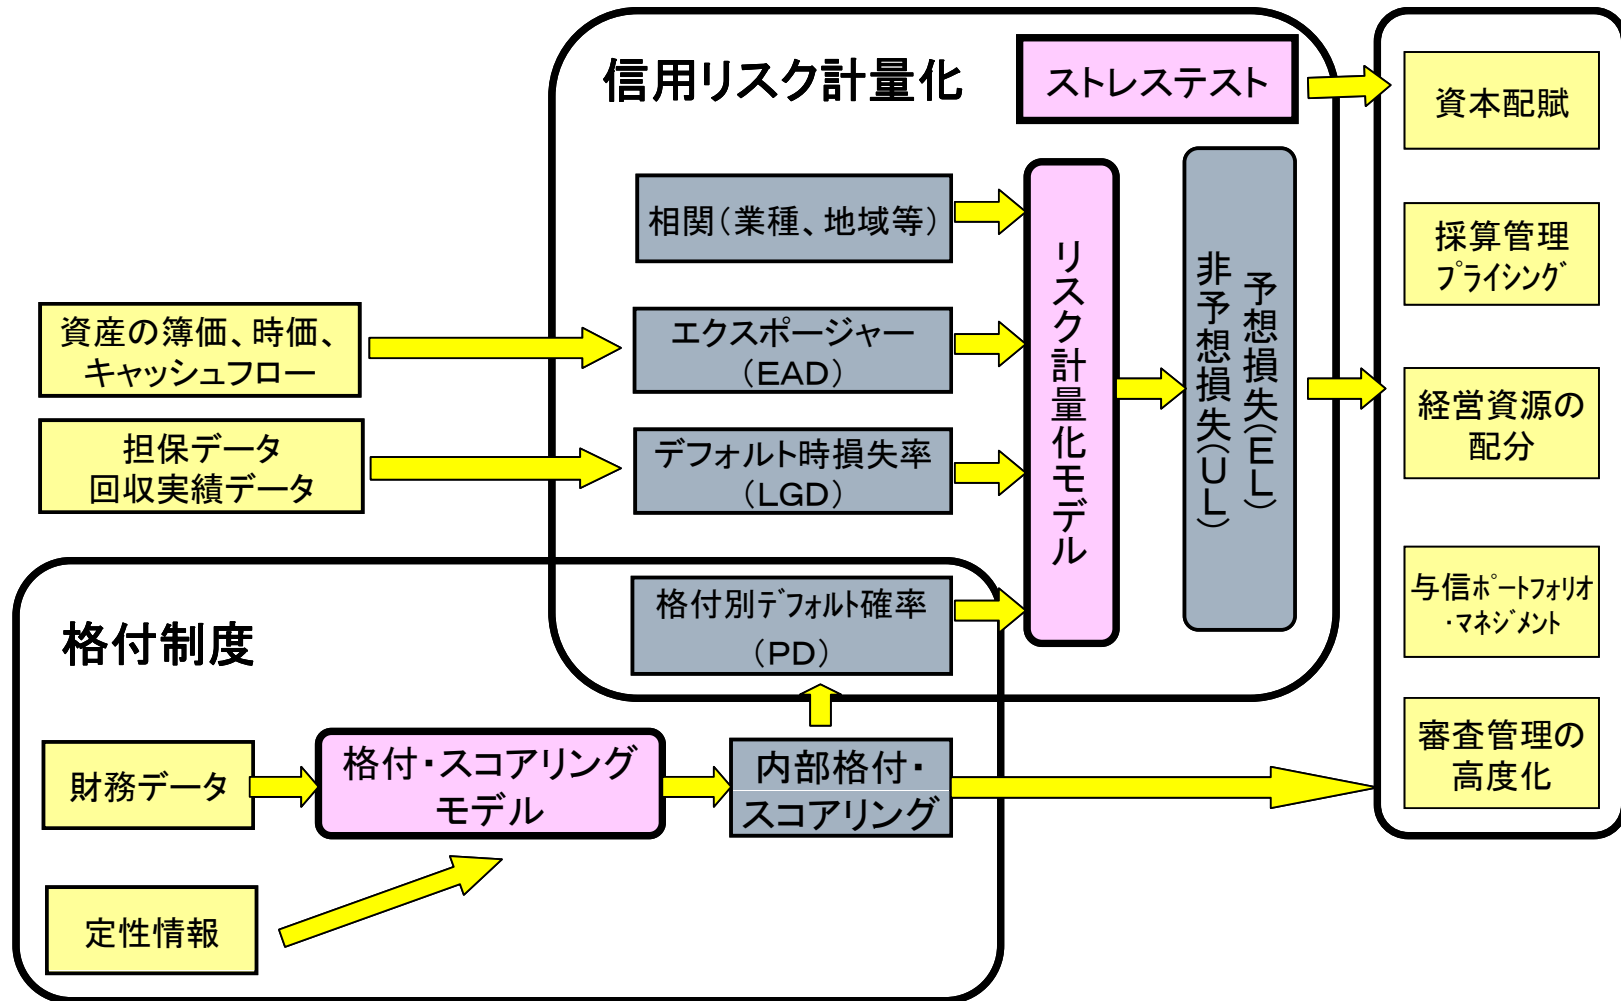 信用リスク計量化
ストレステスト
相関(業種、地域等)
エクスポージャー
(EAD)
デフォルト時損失率
(LGD)
格付別ﾃﾞﾌｫﾙﾄ確率
(PD)
リスク計量化モデル
予想損失(EL)
非予想損失(UL)
資産の簿価、時価、
キャッシュフロー
担保データ
回収実績データ
格付制度
財務データ
定性情報
格付・スコアリング
モデル
内部格付・
スコアリング
資本配賦
採算管理
ﾌﾟﾗｲｼﾝｸﾞ
経営資源の
配分
与信ﾎﾟｰﾄﾌｫﾘｵ
・ﾏﾈｼﾞﾒﾝﾄ
審査管理の
高度化